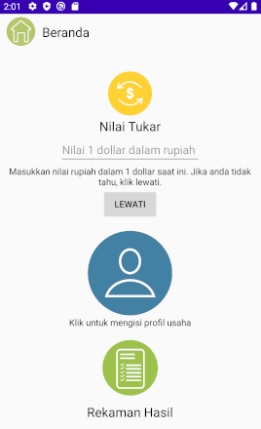 2:01
Beranda
$
Nilai Tukar
Nilai 1 dollar dalam rupiah
Masukkan nilai rupiah dalam 1 dollar saat ini. Jika anda tidak
tahu, klik lewati.
LEWATI
Klik untuk mengisi profil usaha
Rekaman Hasil